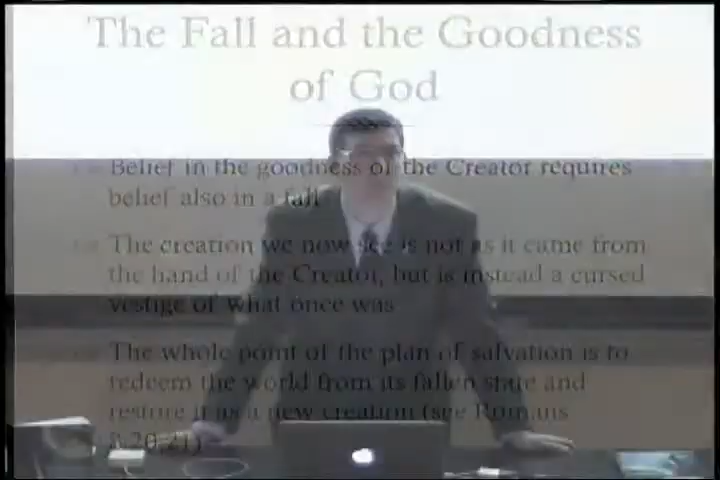 The Fall and the Goodness
of God
Belief in the goodness of the Creator requires
belief also in a fall
The creation we now see is not as it came from
the hand of the Creator, but is instead a cursed
vestige of what once was
The whole point of the plan of salvation is to
redeem the world from its fallen state and
restore it as a new creation (see Romans
8:20,21)